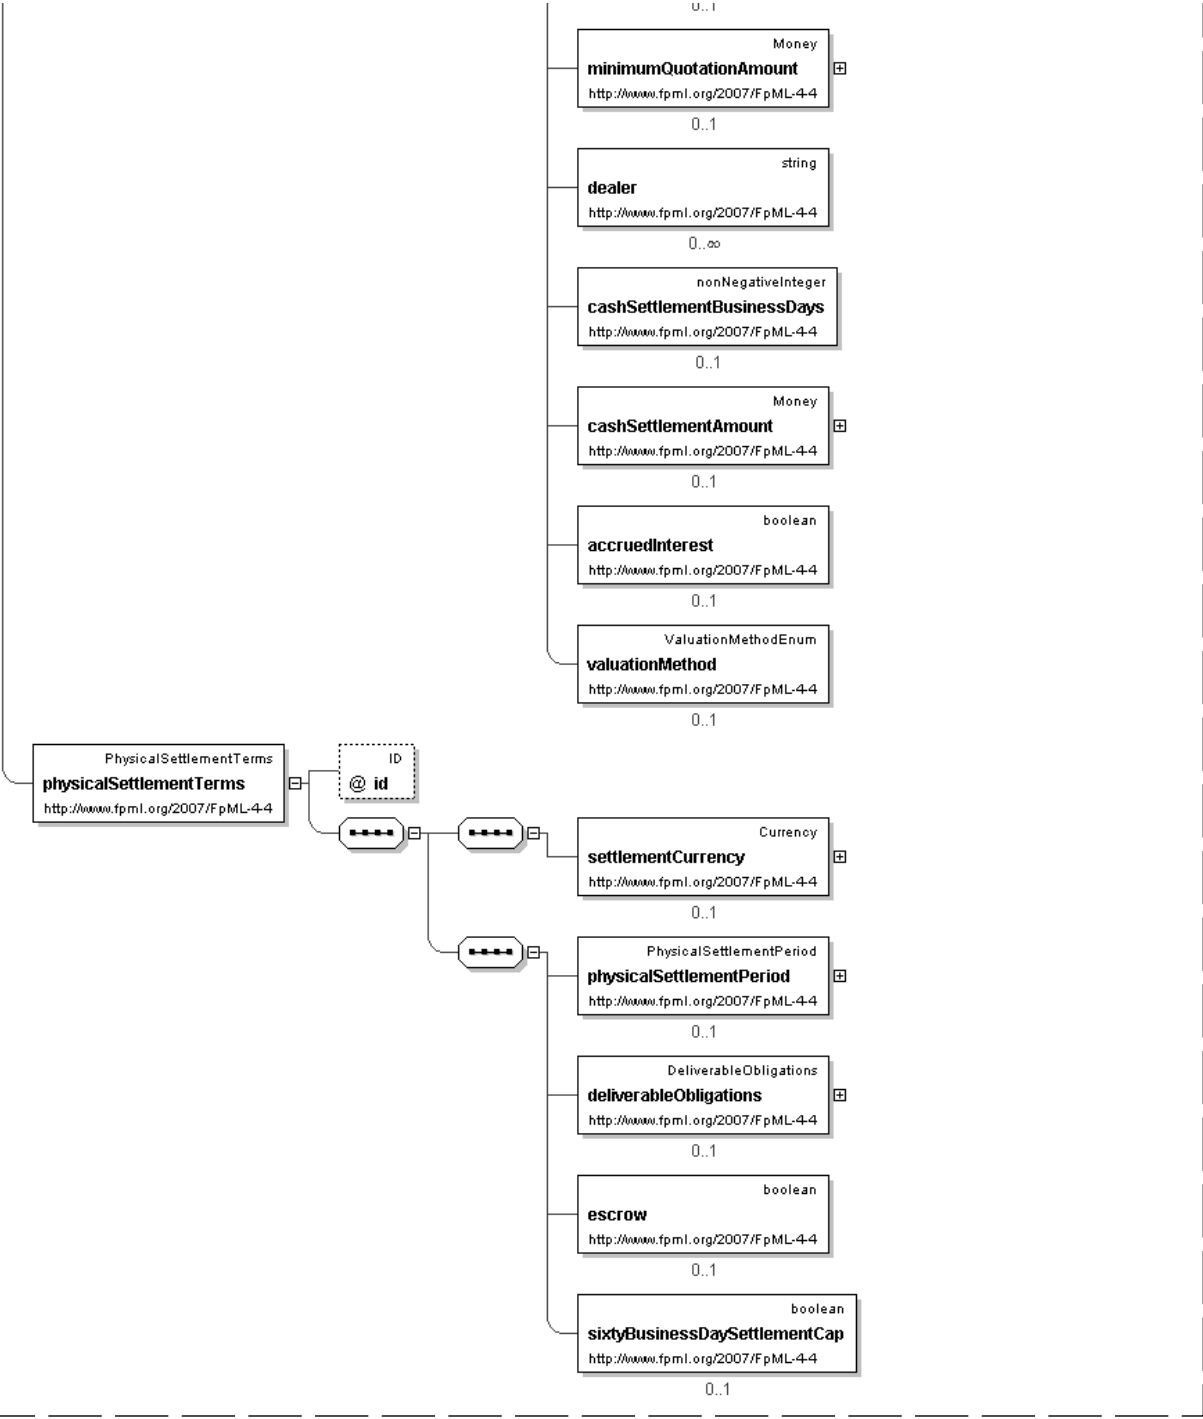 0..1
Money
minimumQuotationAmount
http://www.fpml.org/2007/FpML-4-4
0..1
string
dealer
http://www.fpml.org/2007/FpML-4-4
0..∞
nonNegativeInteger
cashSettlementBusinessDays
http://www.fpml.org/2007/FpML-4-4
0..1
Money
cashSettlementAmount
http://www.fpml.org/2007/FpML-4-4
0..1
boolean
accruedInterest
http://www.fpml.org/2007/FpML-4-4
0..1
ValuationMethodEnum
valuationMethod
http://www.fpml.org/2007/FpML-4-4
0..1
PhysicalSettlementTerms
physicalSettlementTerms
http://www.fpml.org/2007/FpML-4-4
ID
@ id
Currency
settlementCurrency
http://www.fpml.org/2007/FpML-4-4
0..1
PhysicalSettlementPeriod
physicalSettlementPeriod
http://www.fpml.org/2007/FpML-4-4
0..1
DeliverableObligations
deliverableObligations
http://www.fpml.org/2007/FpML-4-4
0..1
boolean
escrow
http://www.fpml.org/2007/FpML-4-4
0..1
boolean
sixtyBusinessDaySettlementCap
http://www.fpml.org/2007/FpML-4-4
0..1